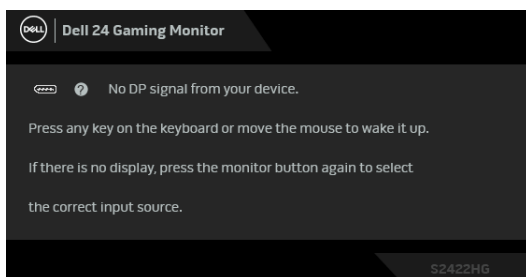 DELL
Dell 24 Gaming Monitor
No DP signal from your device.
Press any key on the keyboard or move the mouse to wake it up.
If there is no display, press the monitor button again to select
the correct input source.
S2422HG